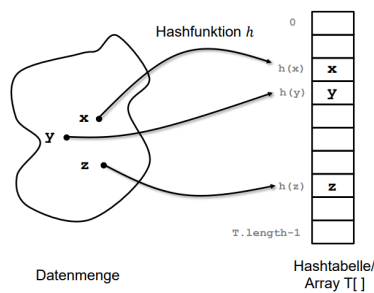 0
Hashfunktion h
h(x) x
x
h(y) y
y
z
h(z) z
T.length-1
Datenmenge
Hashtabelle/
Array T[ ]